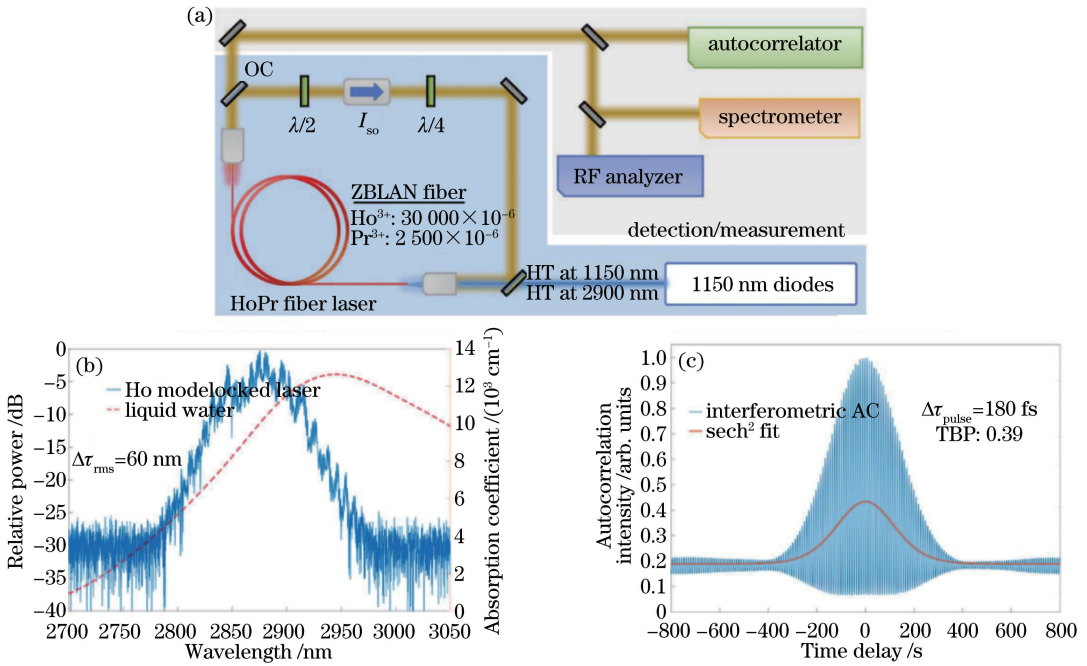 (a)
autocorrelator
OC
λ/2
I_so
λ/4
spectrometer
RF analyzer
ZBLAN fiber
Ho³⁺: 30 000×10⁻⁶
Pr³⁺: 2 500×10⁻⁶
detection/measurement
HT at 1150 nm
HT at 2900 nm
1150 nm diodes
HoPr fiber laser
(b)
Relative power /dB
0
−5
−10
−15
−20
−25
−30
−35
−40
Ho modelocked laser
liquid water
Δτ_rms=60 nm
14
12
10
8
6
4
2
0
Absorption coefficient /(10³ cm⁻¹)
2700 2750 2800 2850 2900 2950 3000 3050
Wavelength /nm
(c)
Autocorrelation
intensity /arb. units
1.0
0.9
0.8
0.7
0.6
0.5
0.4
0.3
0.2
0.1
0
interferometric AC
sech² fit
Δτ_pulse=180 fs
TBP: 0.39
−800 −600 −400 −200 0 200 400 600 800
Time delay /s